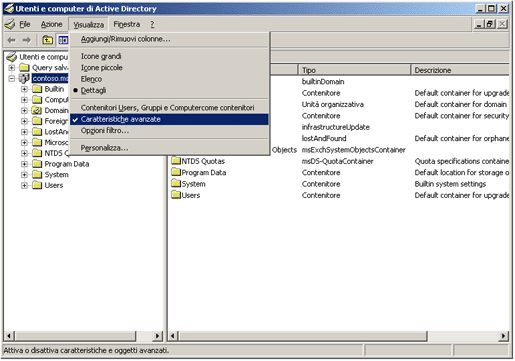 Utenti e computer di Active Directory
File Azione Visualizza Finestra ?
Aggiungi/Rimuovi colonne...
Icone grandi
Icone piccole
Elenco
Dettagli
Contenitori Users, Gruppi e Computercome contenitori
Caratteristiche avanzate
Opzioni filtro...
Personalizza...
Utenti e compu
Query salva
contoso.ms
Builtin
Compu
Domain
Foreign
LostAnd
Microso
NTDS Q
Program Data
System
Users
Tipo Descrizione
builtinDomain
Contenitore Default container for upgrade
Unità organizzativa Default container for domain
Contenitore Default container for security
infrastructureUpdate
lostAndFound Default container for orphane
Objects msExchSystemObjectsContainer
NTDS Quotas msDS-QuotaContainer Quota specifications containe
Program Data Contenitore Default location for storage o
System Contenitore Builtin system settings
Users Contenitore Default container for upgrade
Attiva o disattiva caratteristiche e oggetti avanzati.